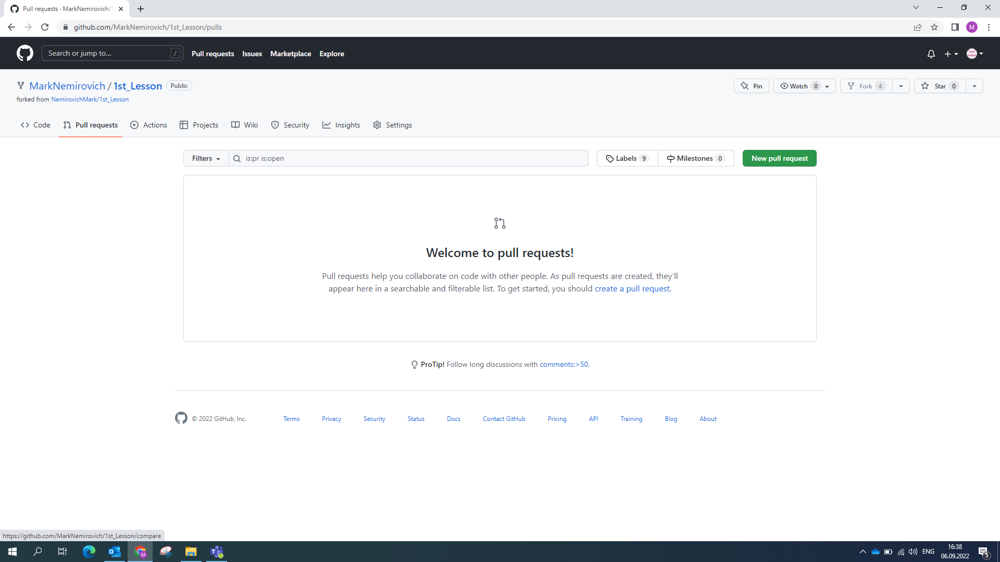 Pull requests · MarkNemirovich/1
github.com/MarkNemirovich/1st_Lesson/pulls
M
Search or jump to...
/
Pull requests
Issues
Marketplace
Explore
MarkNemirovich / 1st_Lesson
Public
forked from NemirovichMark/1st_Lesson
Pin
Watch 0
Fork 4
Star 0
Code
Pull requests
Actions
Projects
Wiki
Security
Insights
Settings
Filters
is:pr is:open
Labels 9
Milestones 0
New pull request
Welcome to pull requests!
Pull requests help you collaborate on code with other people. As pull requests are created, they’ll
appear here in a searchable and filterable list. To get started, you should create a pull request.
ProTip! Follow long discussions with comments:>50.
© 2022 GitHub, Inc.
Terms
Privacy
Security
Status
Docs
Contact GitHub
Pricing
API
Training
Blog
About
https://github.com/MarkNemirovich/1st_Lesson/compare
M
ENG
16:38
06.09.2022
5